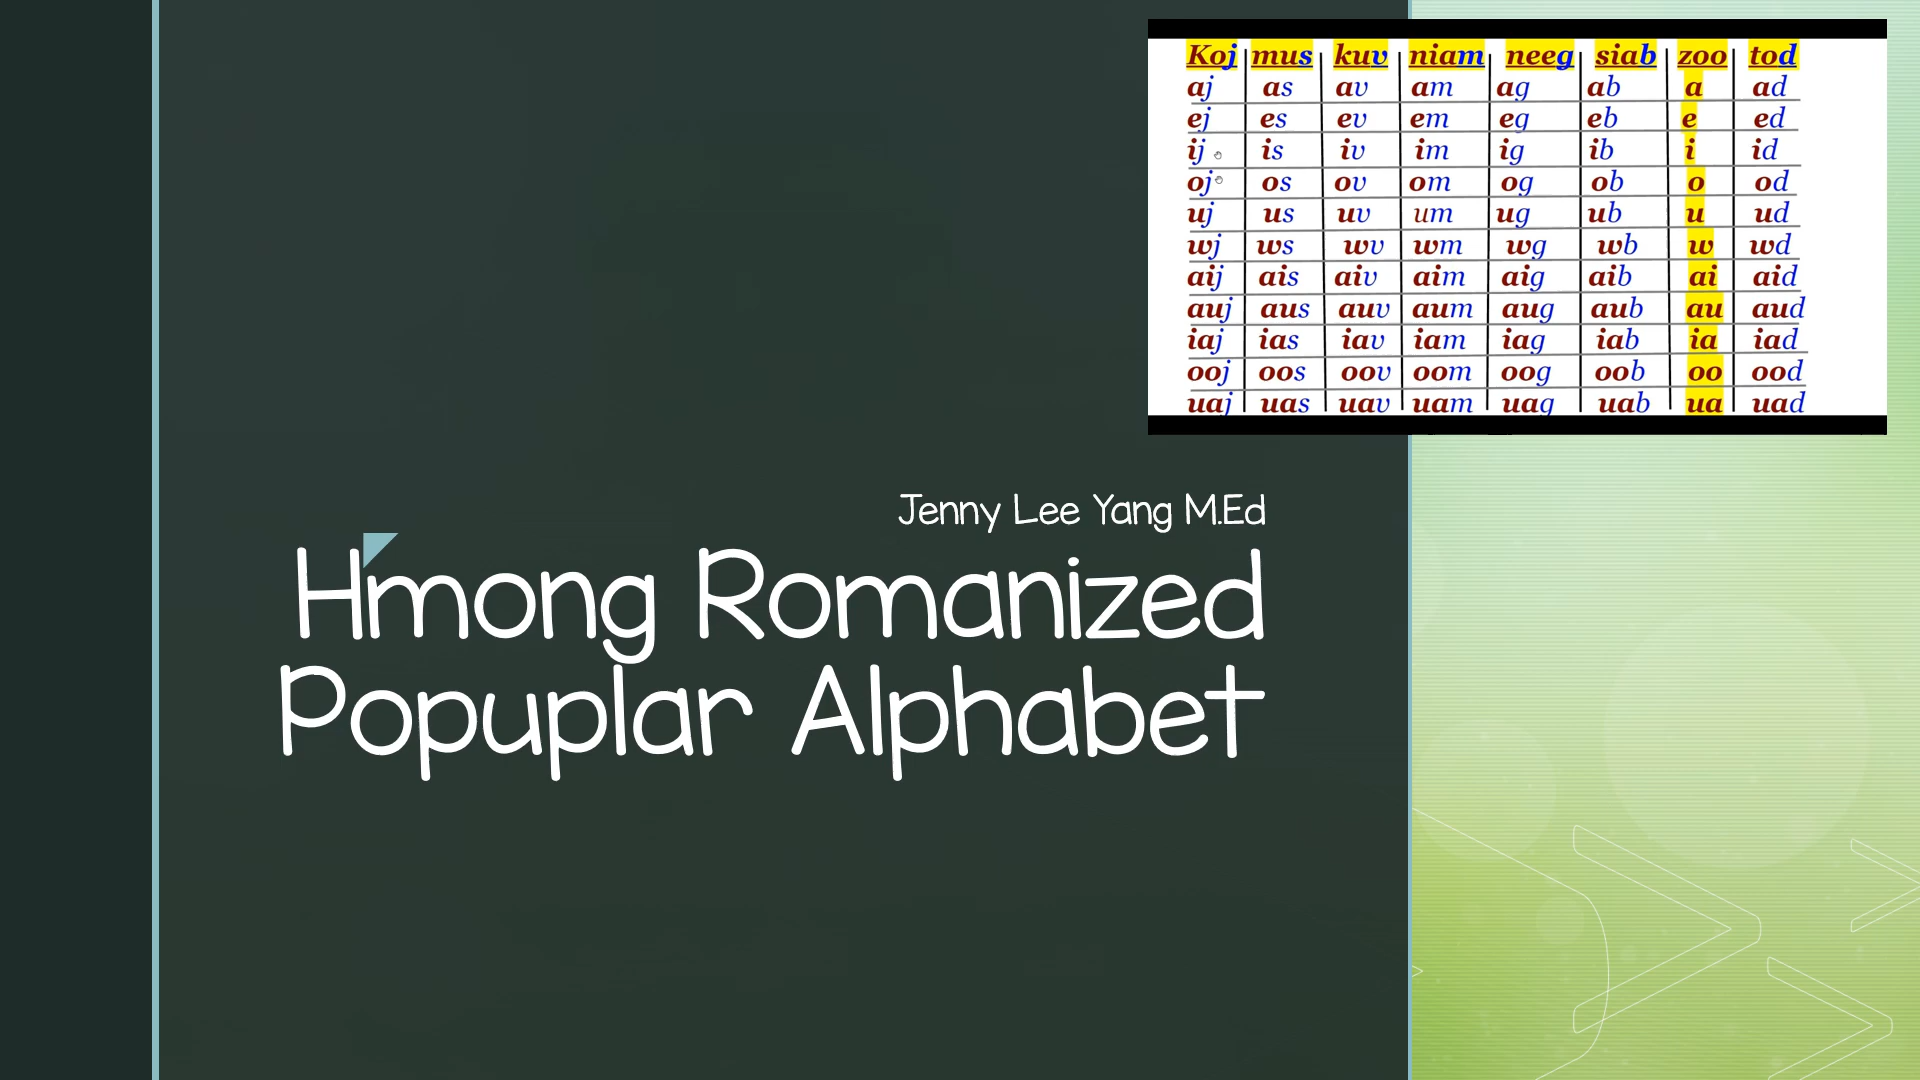 Koj mus kuv niam neeg siab zoo tod
aj as av am ag ab a ad
ej es ev em eg eb e ed
ij is iv im ig ib i id
oj os ov om og ob o od
uj us uv um ug ub u ud
wj ws wv wm wg wb w wd
aij ais aiv aim aig aib ai aid
auj aus auv aum aug aub au aud
iaj ias iav iam iag iab ia iad
ooj oos oov oom oog oob oo ood
uaj uas uav uam uag uab ua uad
Jenny Lee Yang M.Ed
Hmong Romanized
Popuplar Alphabet